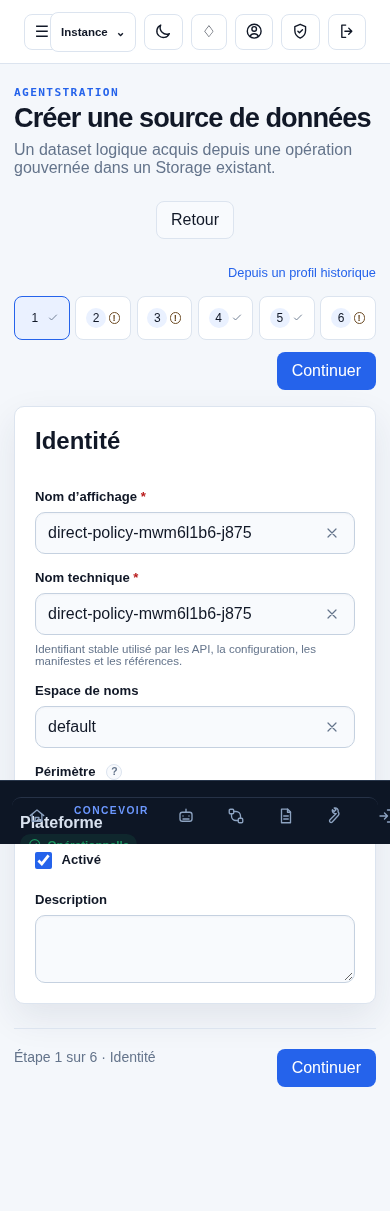 Instance
AGENTSTRATION
Créer une source de données
Un dataset logique acquis depuis une opération
gouvernée dans un Storage existant.
Retour
Depuis un profil historique
1 2 3 4 5 6
Continuer
Identité
Nom d’affichage *
direct-policy-mwm6l1b6-j875
Nom technique *
direct-policy-mwm6l1b6-j875
Identifiant stable utilisé par les API, la configuration, les
manifestes et les références.
Espace de noms
default
Périmètre ?
CONCEVOIR
Plateforme
Opérationnelle
Activé
Description
Étape 1 sur 6 · Identité
Continuer